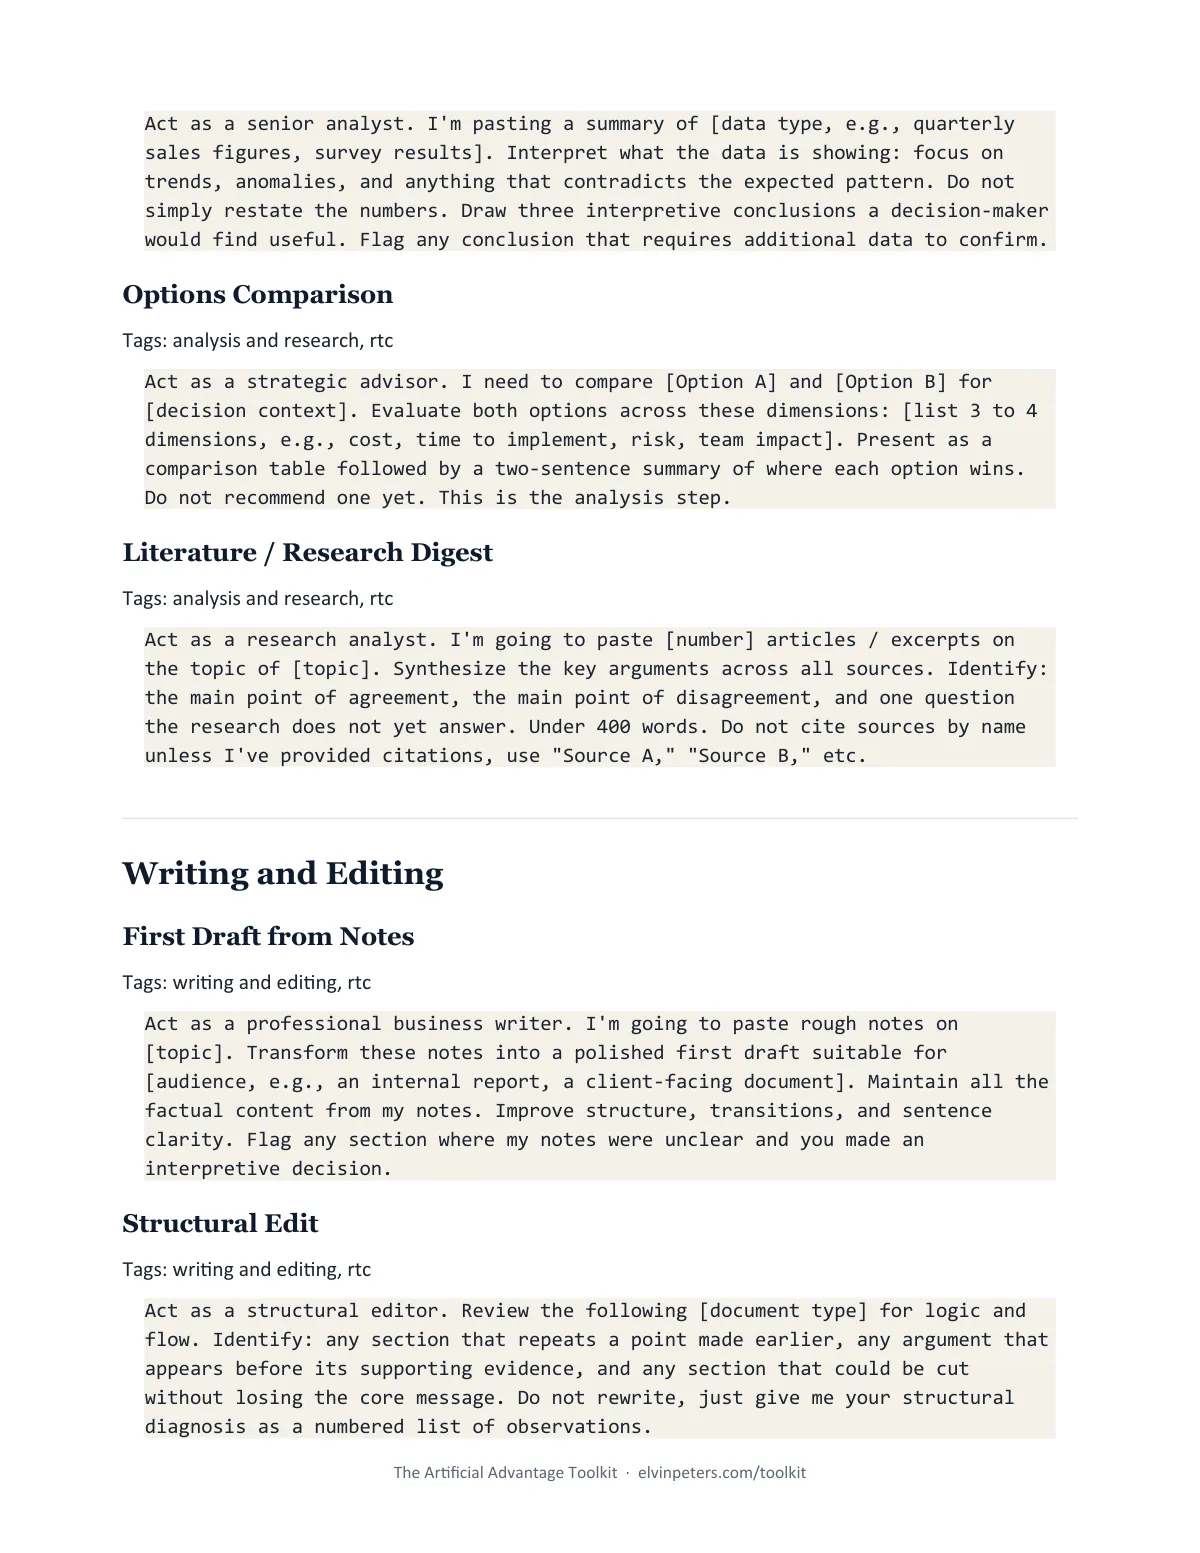 Act as a senior analyst. I'm pasting a summary of [data type, e.g., quarterly
sales figures, survey results]. Interpret what the data is showing: focus on
trends, anomalies, and anything that contradicts the expected pattern. Do not
simply restate the numbers. Draw three interpretive conclusions a decision-maker
would find useful. Flag any conclusion that requires additional data to confirm.
Options Comparison
Tags: analysis and research, rtc
Act as a strategic advisor. I need to compare [Option A] and [Option B] for
[decision context]. Evaluate both options across these dimensions: [list 3 to 4
dimensions, e.g., cost, time to implement, risk, team impact]. Present as a
comparison table followed by a two-sentence summary of where each option wins.
Do not recommend one yet. This is the analysis step.
Literature / Research Digest
Tags: analysis and research, rtc
Act as a research analyst. I'm going to paste [number] articles / excerpts on
the topic of [topic]. Synthesize the key arguments across all sources. Identify:
the main point of agreement, the main point of disagreement, and one question
the research does not yet answer. Under 400 words. Do not cite sources by name
unless I've provided citations, use "Source A," "Source B," etc.
Writing and Editing
First Draft from Notes
Tags: writing and editing, rtc
Act as a professional business writer. I'm going to paste rough notes on
[topic]. Transform these notes into a polished first draft suitable for
[audience, e.g., an internal report, a client-facing document]. Maintain all the
factual content from my notes. Improve structure, transitions, and sentence
clarity. Flag any section where my notes were unclear and you made an
interpretive decision.
Structural Edit
Tags: writing and editing, rtc
Act as a structural editor. Review the following [document type] for logic and
flow. Identify: any section that repeats a point made earlier, any argument that
appears before its supporting evidence, and any section that could be cut
without losing the core message. Do not rewrite, just give me your structural
diagnosis as a numbered list of observations.
The Artificial Advantage Toolkit · elvinpeters.com/toolkit